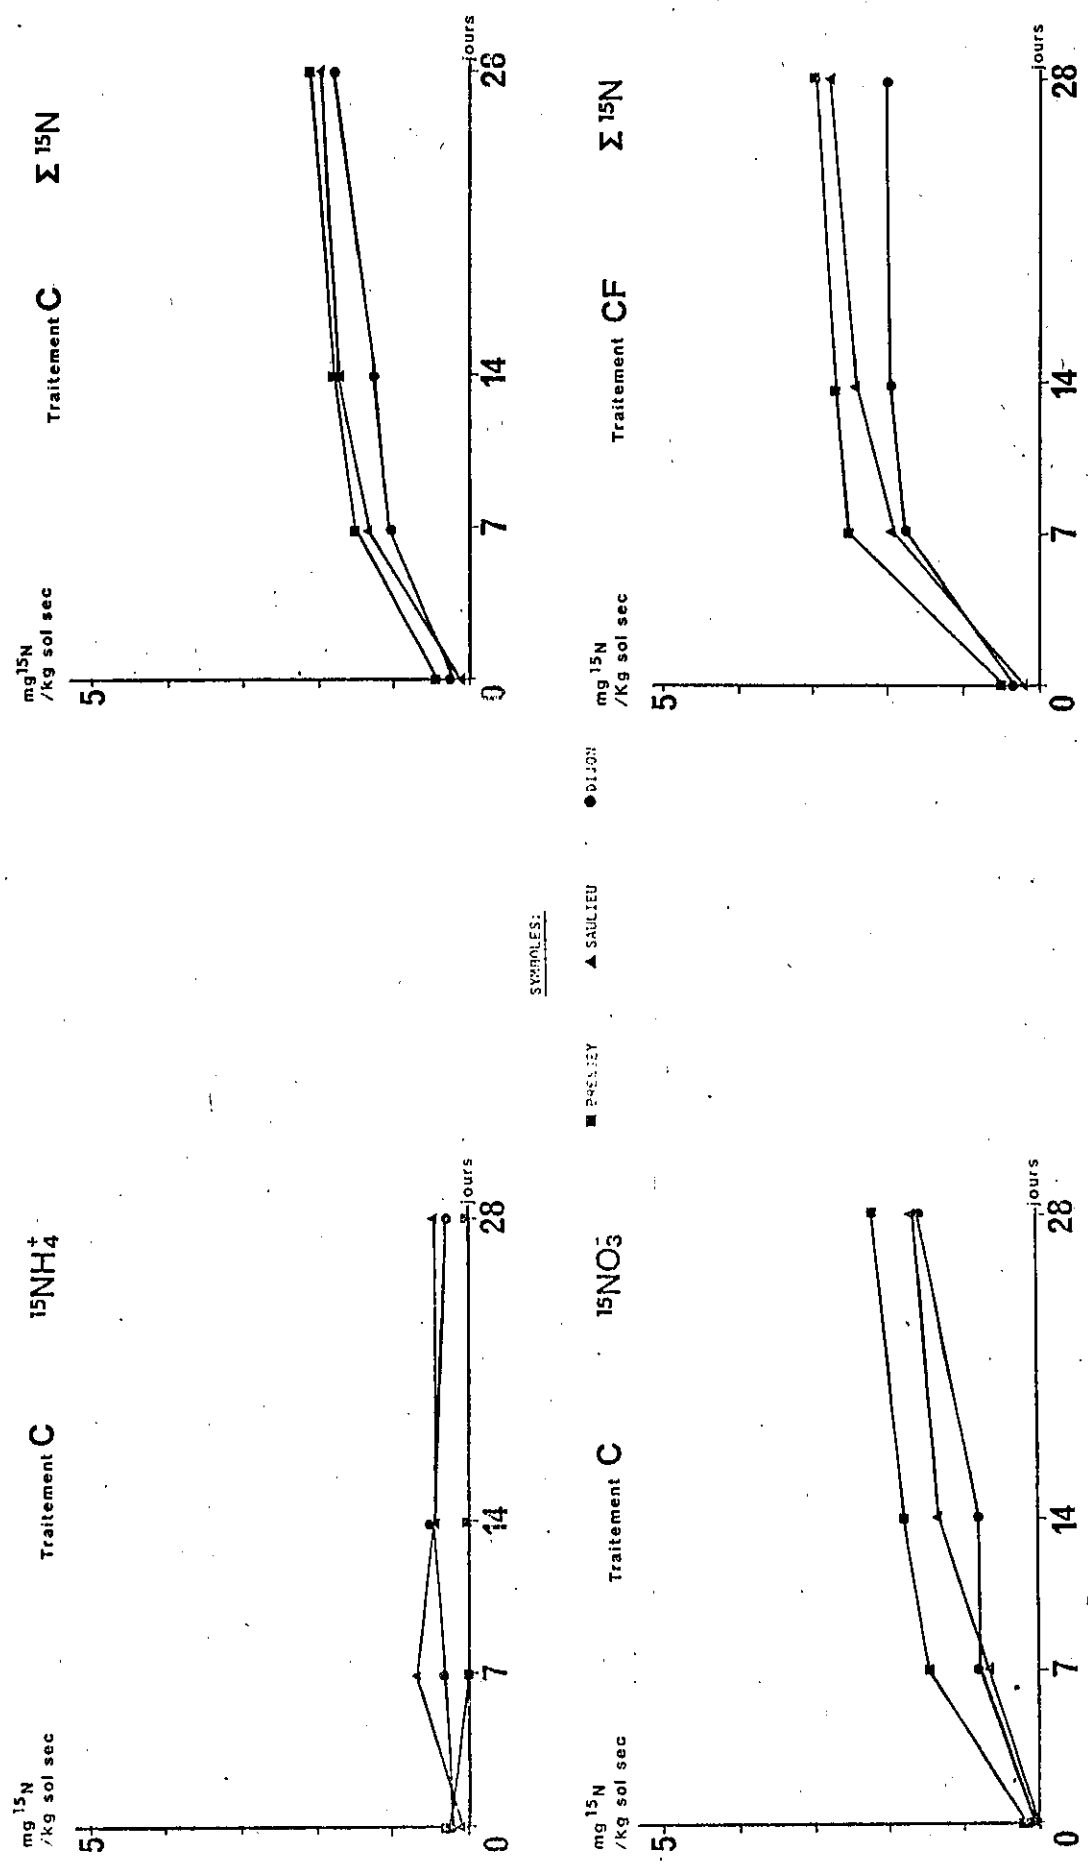 mg ¹⁵N
/kg sol sec
Traitement C ¹⁵NH₄⁺
5
0 7 14 28
jours
mg ¹⁵N
/Kg sol sec
Traitement C ¹⁵NO₃⁻
5
0 7 14 28
jours
SYMBOLES:
■ ▲ SAULIEU ● DIJON
mg ¹⁵N
/kg sol sec
Traitement C Σ ¹⁵N
5
0 7 14 28
jours
mg ¹⁵N
/Kg sol sec
Traitement CF Σ ¹⁵N
5
0 7 14 28
jours